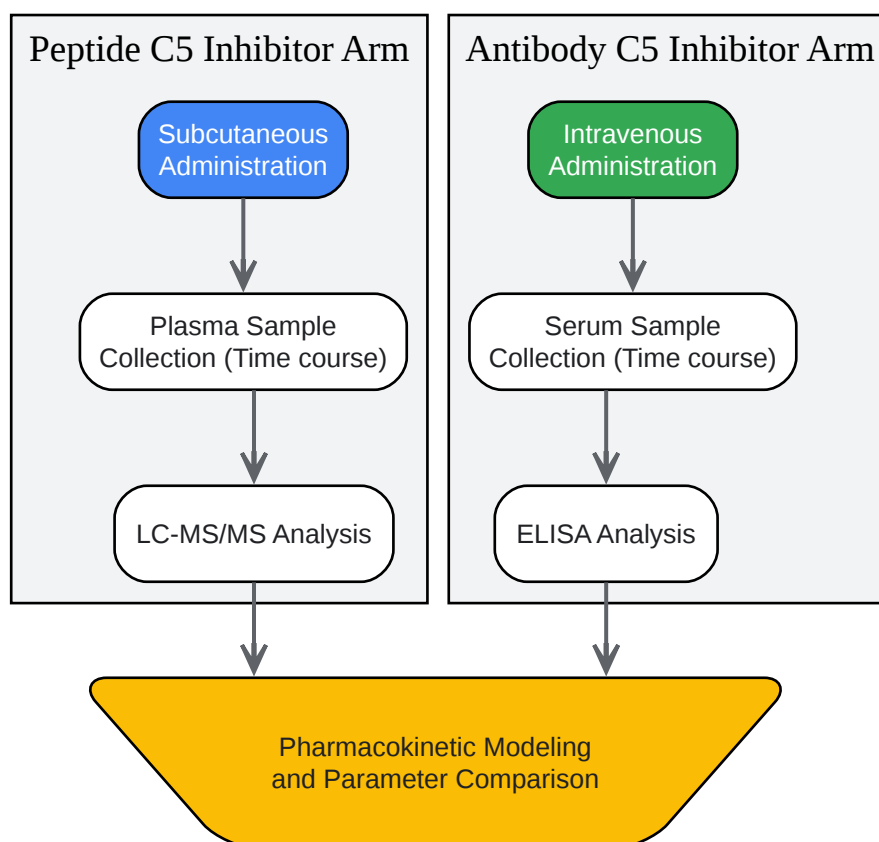 Peptide C5 Inhibitor Arm
Subcutaneous
Administration
Plasma Sample
Collection (Time course)
LC-MS/MS Analysis
Antibody C5 Inhibitor Arm
Intravenous
Administration
Serum Sample
Collection (Time course)
ELISA Analysis
Pharmacokinetic Modeling
and Parameter Comparison